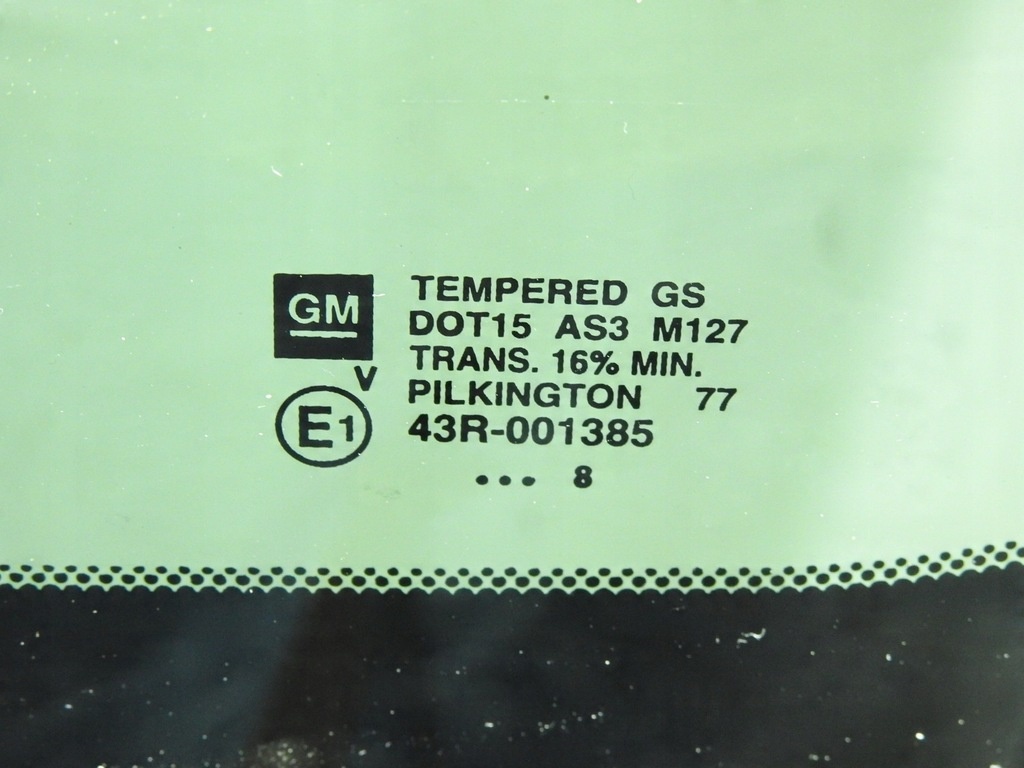 GM
TEMPERED GS
DOT15 AS3 M127
TRANS. 16% MIN.
V
PILKINGTON 77
E1
43R-001385
... 8